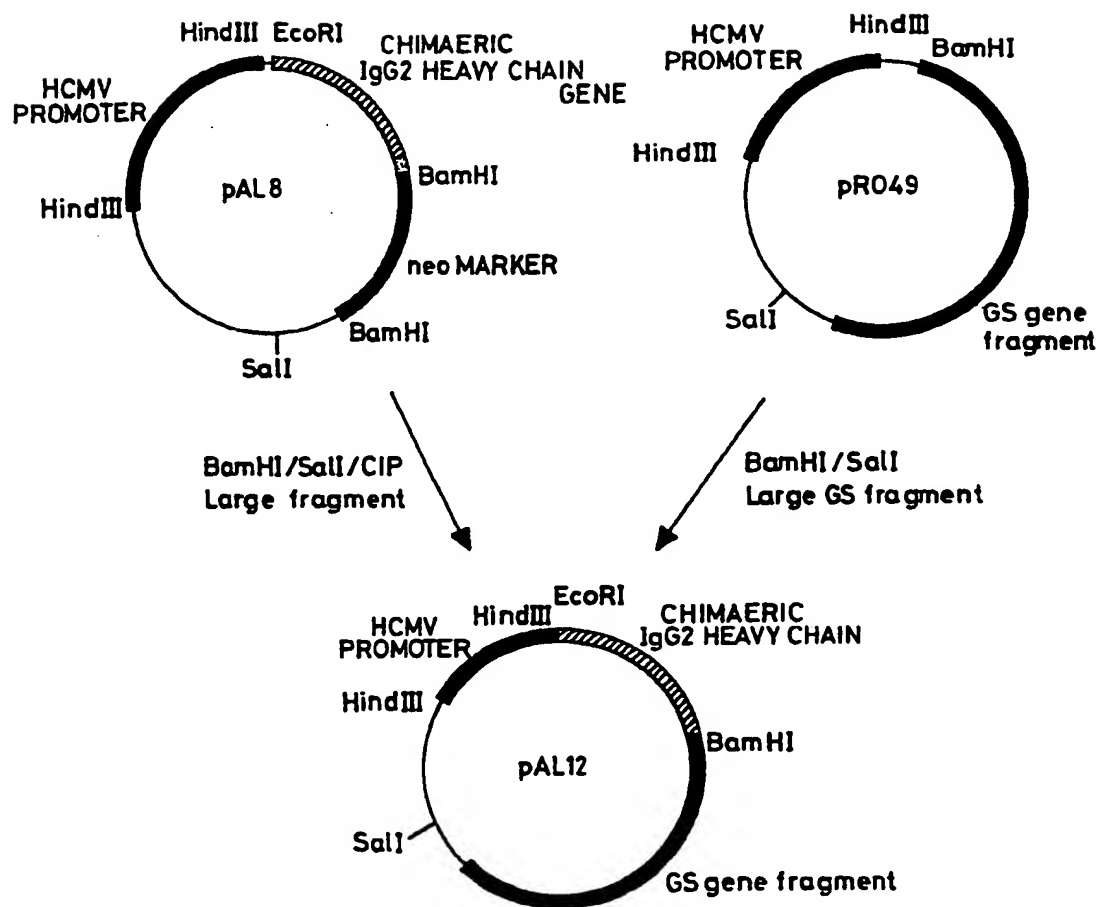 HindIII EcoRI
CHIMAERIC
IgG2 HEAVY CHAIN
GENE
HCMV
PROMOTER
BamHI
HindIII
pAL8
neo MARKER
BamHI
SalI
HCMV
PROMOTER
HindIII
BamHI
HindIII
pRO49
SalI
GS gene
fragment
BamHI/SalI/CIP
Large fragment
BamHI/SalI
Large GS fragment
EcoRI
HindIII
CHIMAERIC
IgG2 HEAVY CHAIN
HCMV
PROMOTER
HindIII
BamHI
pAL12
SalI
GS gene fragment